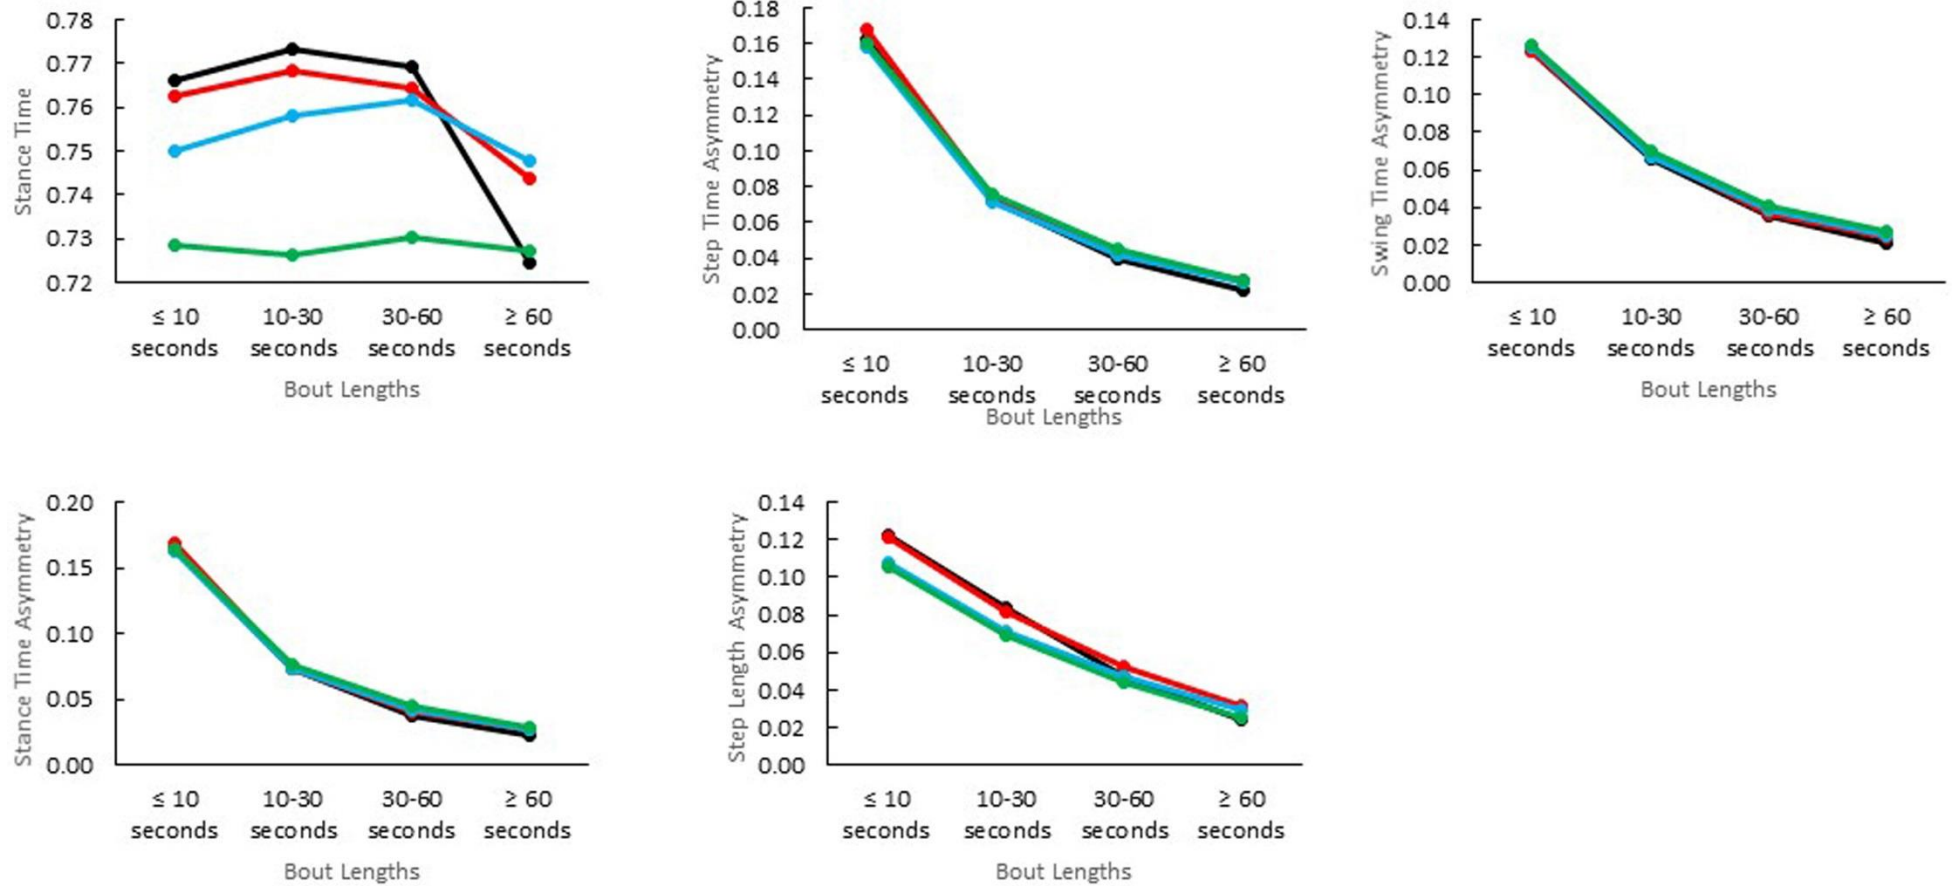 Stance Time
0.78
0.77
0.76
0.75
0.74
0.73
0.72
≤ 10 seconds
10-30 seconds
30-60 seconds
≥ 60 seconds
Bout Lengths
Step Time Asymmetry
0.18
0.16
0.14
0.12
0.10
0.08
0.06
0.04
0.02
0.00
≤ 10 seconds
10-30 seconds
30-60 seconds
≥ 60 seconds
Bout Lengths
Swing Time Asymmetry
0.14
0.12
0.10
0.08
0.06
0.04
0.02
0.00
≤ 10 seconds
10-30 seconds
30-60 seconds
≥ 60 seconds
Bout Lengths
Stance Time Asymmetry
0.20
0.15
0.10
0.05
0.00
≤ 10 seconds
10-30 seconds
30-60 seconds
≥ 60 seconds
Bout Lengths
Step Length Asymmetry
0.14
0.12
0.10
0.08
0.06
0.04
0.02
0.00
≤ 10 seconds
10-30 seconds
30-60 seconds
≥ 60 seconds
Bout Lengths